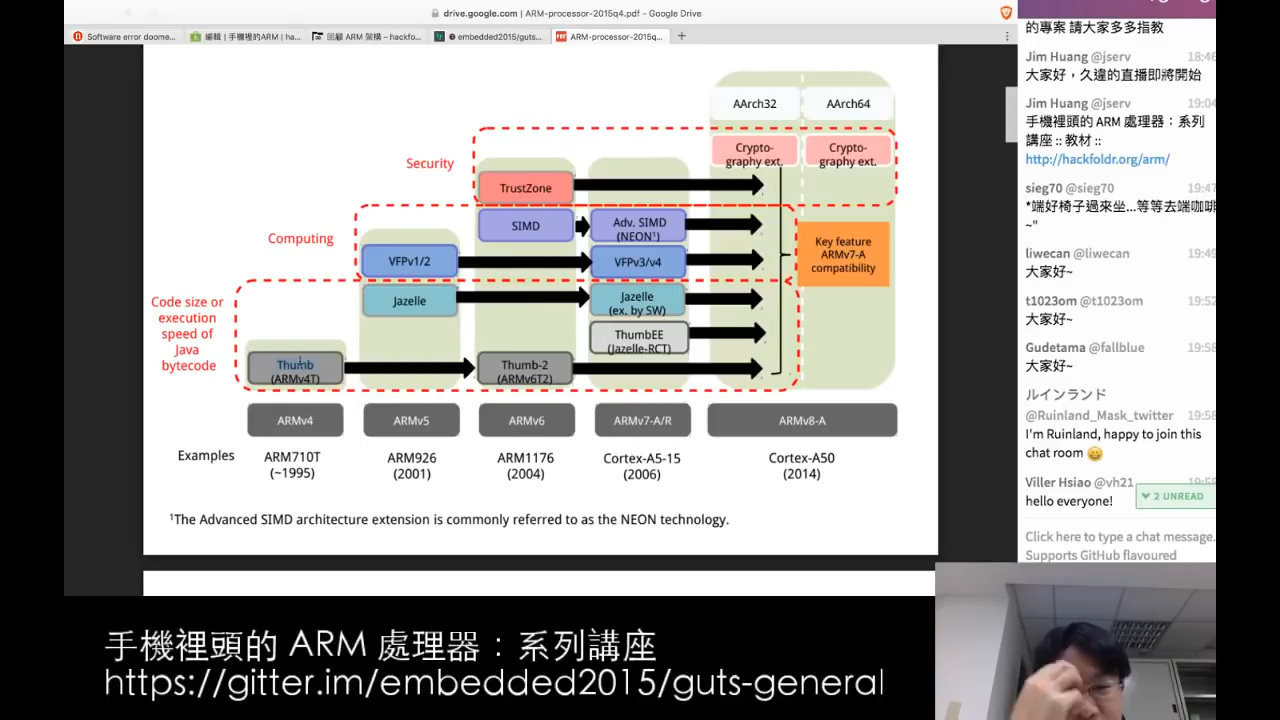 drive.google.com | ARM-processor-2015q4.pdf - Google Drive
Software error doome...
編輯 | 手機裡的ARM | ha...
回顧 ARM 架構 – hackfo...
embedded2015/guts...
ARM-processor-2015q...
AArch32
AArch64
Security
Crypto-
graphy ext.
Crypto-
graphy ext.
TrustZone
Computing
SIMD
Adv. SIMD
(NEON¹)
VFPv1/2
VFPv3/v4
Key feature
ARMv7-A
compatibility
Code size or
execution
speed of
Java
bytecode
Jazelle
Jazelle
(ex. by SW)
ThumbEE
(Jazelle-RCT)
Thumb
(ARMv4T)
Thumb-2
(ARMv6T2)
ARMv4
ARMv5
ARMv6
ARMv7-A/R
ARMv8-A
Examples
ARM710T
(~1995)
ARM926
(2001)
ARM1176
(2004)
Cortex-A5-15
(2006)
Cortex-A50
(2014)
¹The Advanced SIMD architecture extension is commonly referred to as the NEON technology.
的專案 請大家多多指教
Jim Huang @jserv 18:46
大家好，久違的直播即將開始
Jim Huang @jserv 19:04
手機裡頭的 ARM 處理器：系列
講座 :: 教材 ::
http://hackfoldr.org/arm/
sieg70 @sieg70 19:47
*端好椅子過來坐...等等去端咖啡
~"
liwecan @liwecan 19:49
大家好~
t1023om @t1023om 19:52
大家好~
Gudetama @fallblue 19:58
大家好~
ルインランド
@Ruinland_Mask_twitter 19:58
I'm Ruinland, happy to join this
chat room
Viller Hsiao @vh21 19:58
hello everyone!
2 UNREAD
Click here to type a chat message.
Supports GitHub flavoured
手機裡頭的 ARM 處理器：系列講座
https://gitter.im/embedded2015/guts-general